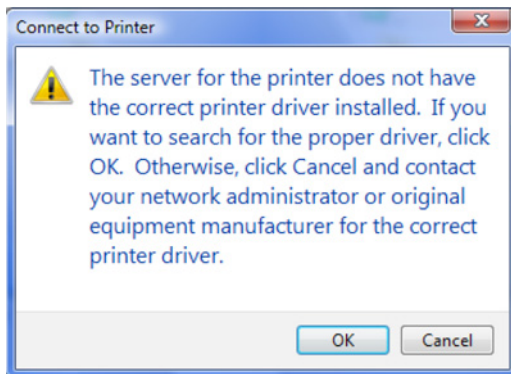 Connect to Printer
The server for the printer does not have
the correct printer driver installed. If you
want to search for the proper driver, click
OK. Otherwise, click Cancel and contact
your network administrator or original
equipment manufacturer for the correct
printer driver.
OK
Cancel